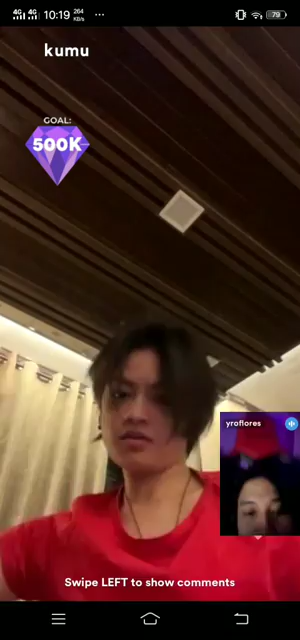 4G 4G 10:19 264 KB/s ... 79
kumu
GOAL:
500K
yroflores
Swipe LEFT to show comments